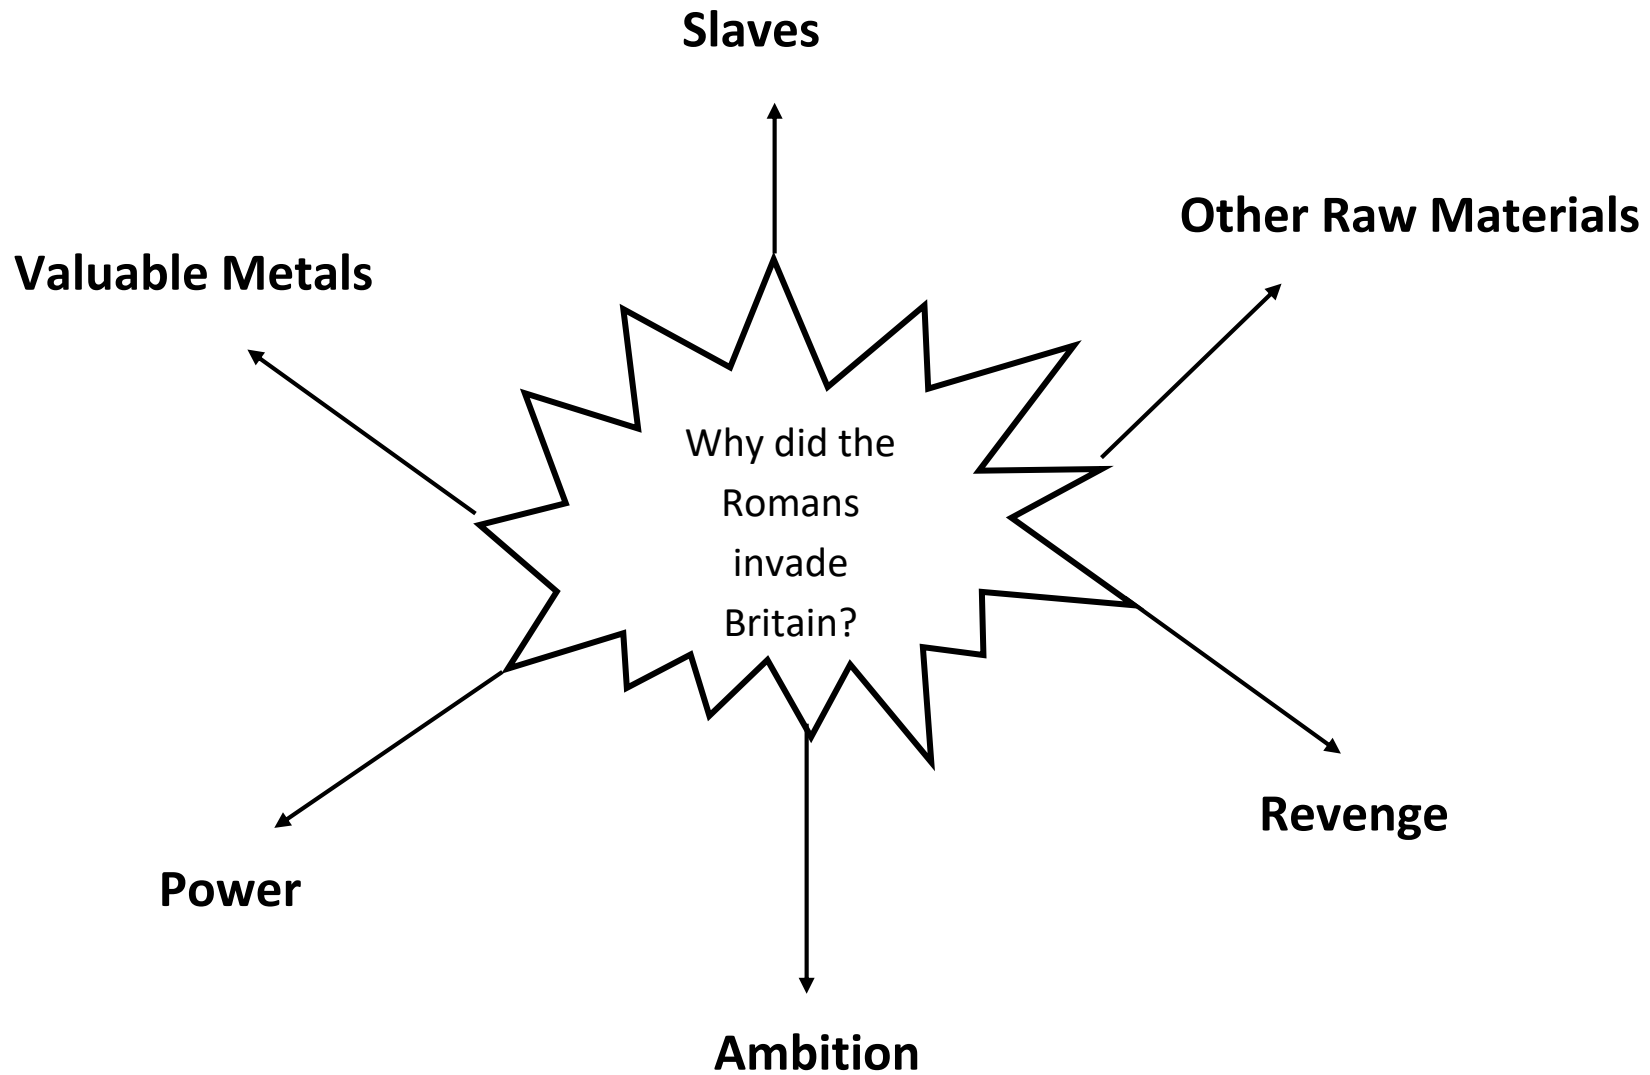 Slaves
Other Raw Materials
Valuable Metals
Why did the
Romans
invade
Britain?
Revenge
Power
Ambition